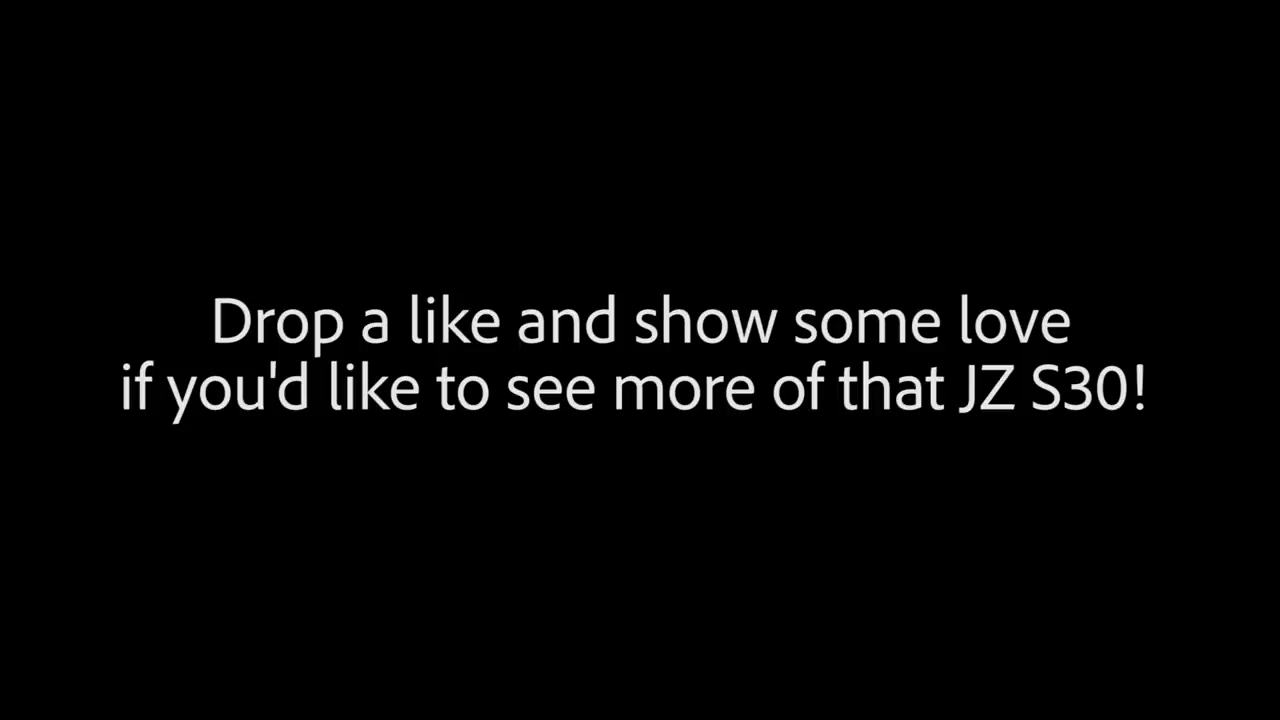 Drop a like and show some love
if you'd like to see more of that JZ S30!